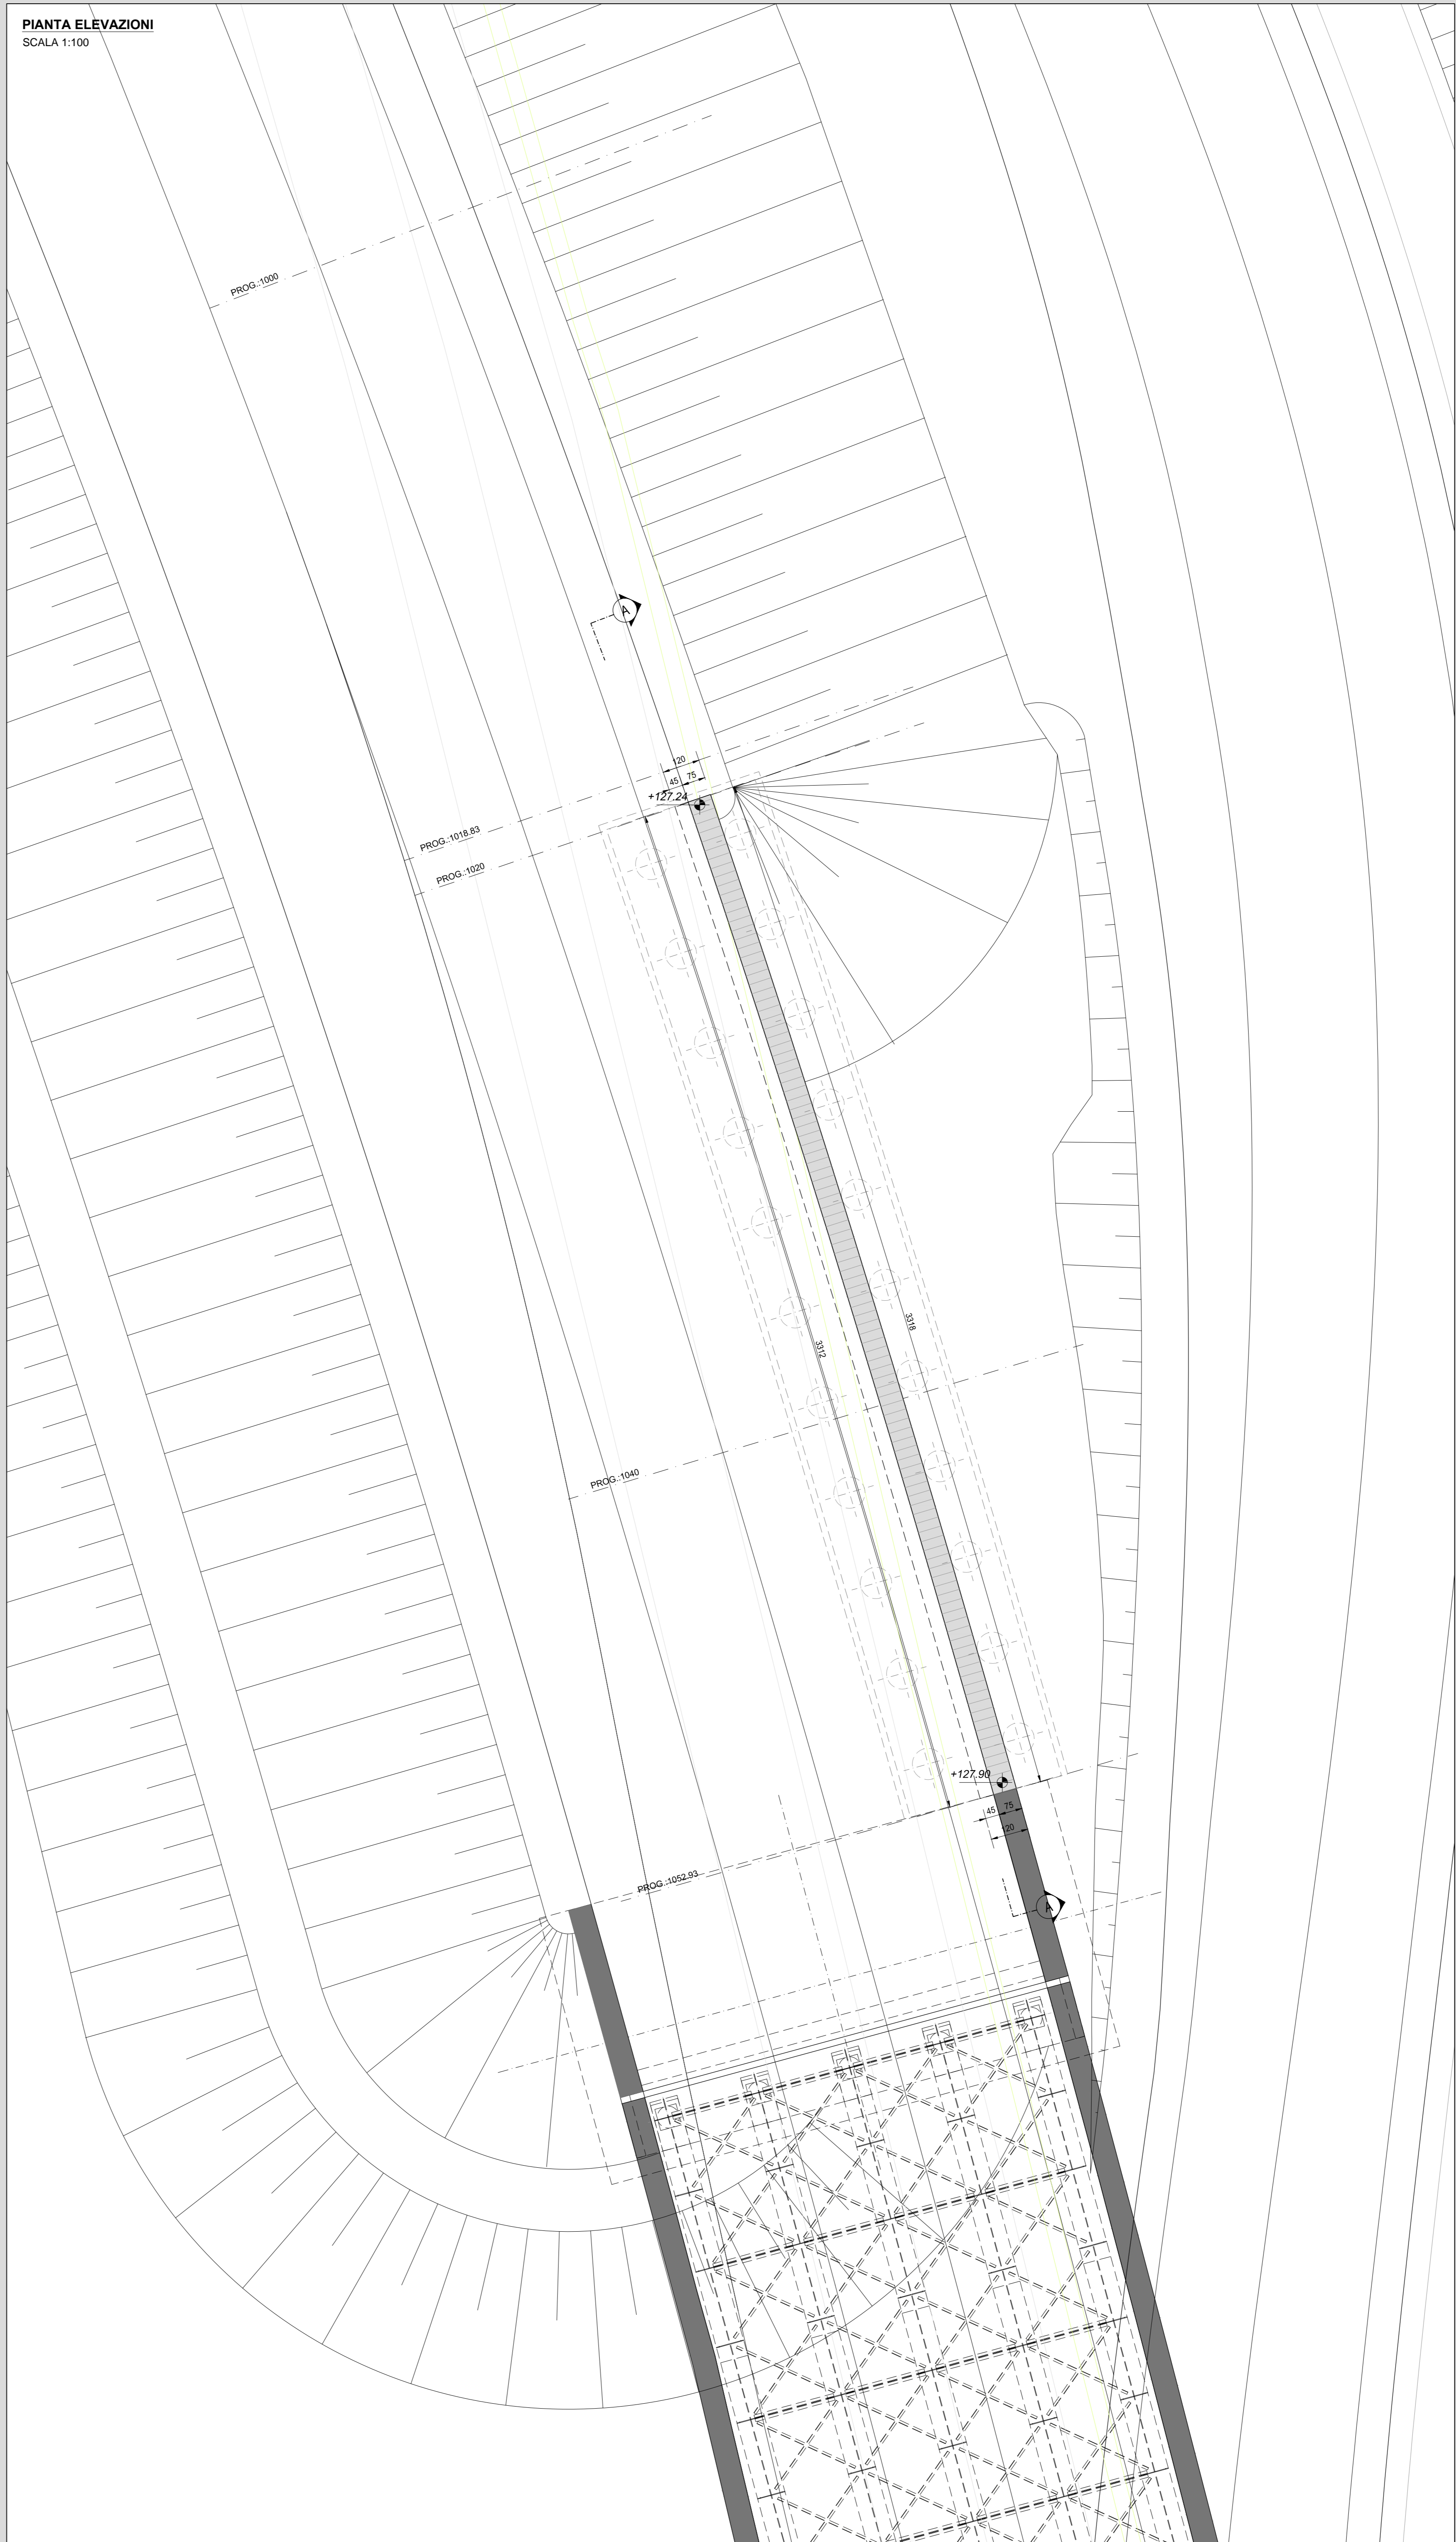 PIANTA ELEVAZIONI
SCALA 1:100
PROG.:1000
A
120
45 75
+127.24
PROG.:1018.83
PROG.:1020
3318
3312
PROG.:1040
+127.90
45 75
120
PROG.:1052.93
A